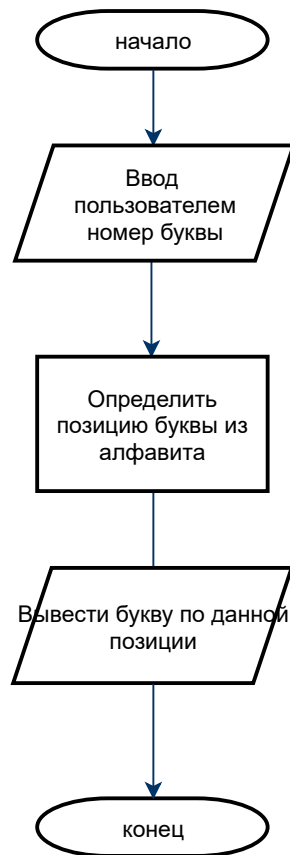 начало
Ввод
пользователем
номер буквы
Определить
позицию буквы из
алфавита
Вывести букву по данной
позиции
конец